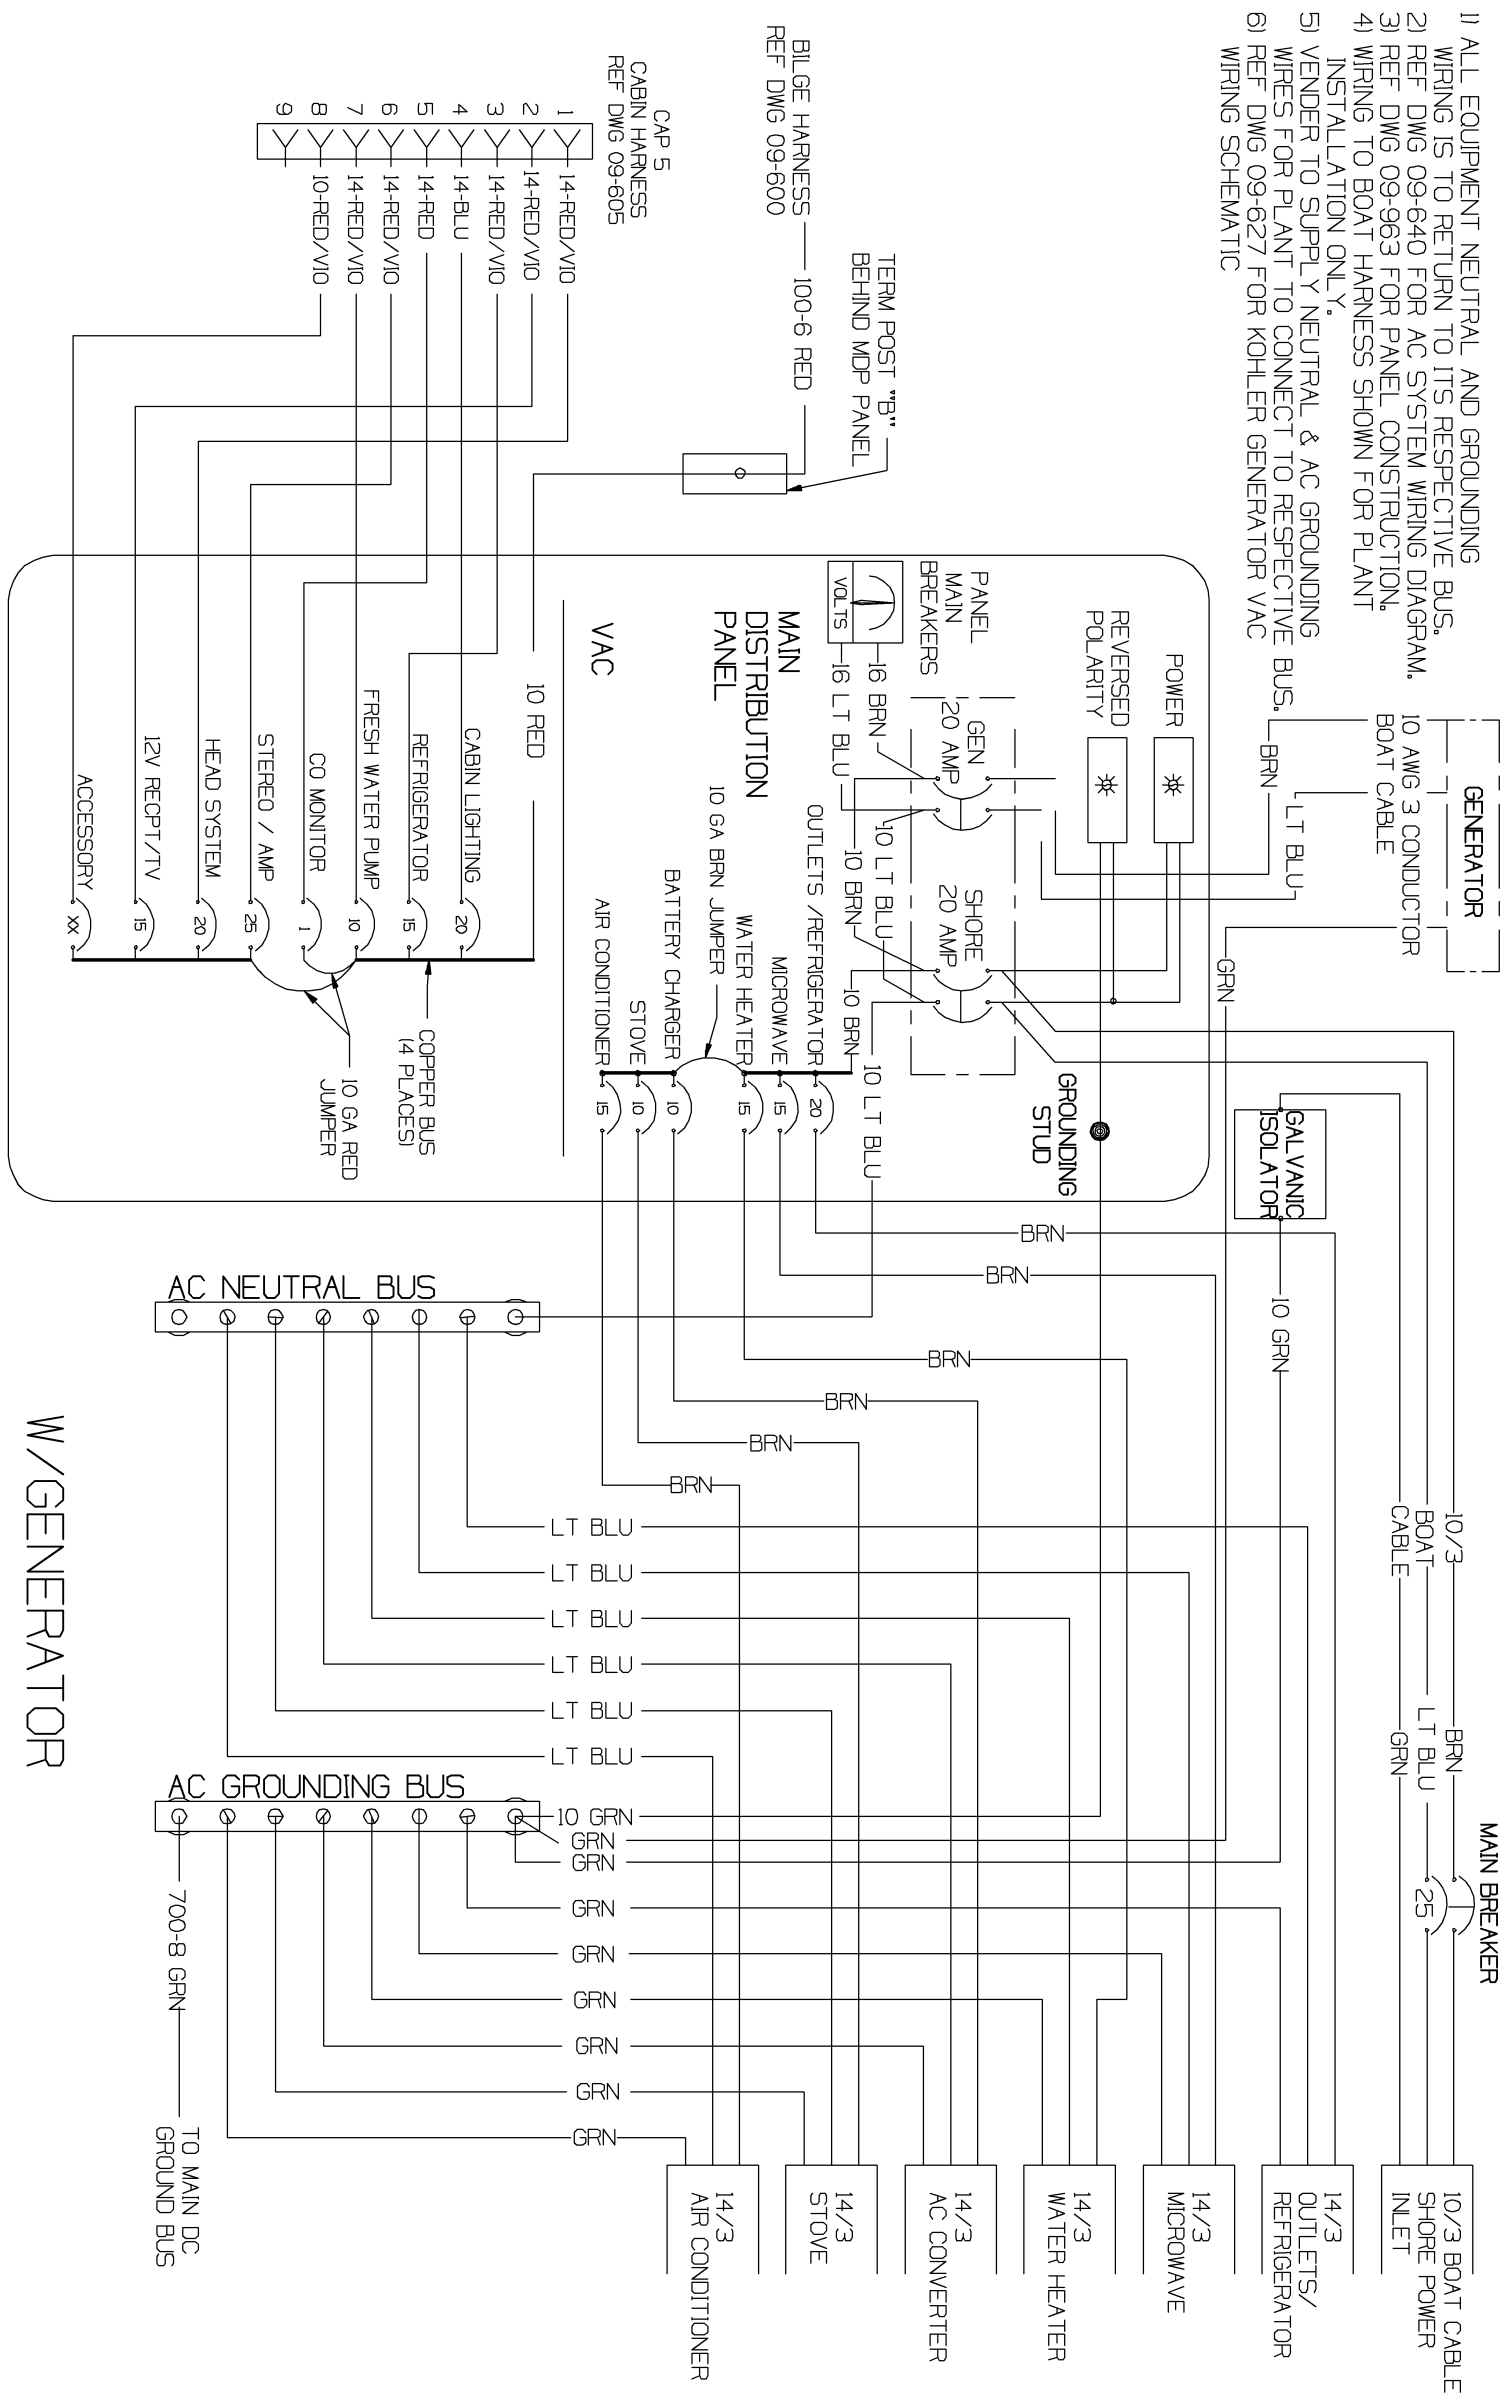 1) ALL EQUIPMENT NEUTRAL AND GROUNDING
WIRING IS TO RETURN TO ITS RESPECTIVE BUS.
2) REF DWG 09-640 FOR AC SYSTEM WIRING DIAGRAM.
3) REF DWG 09-963 FOR PANEL CONSTRUCTION.
4) WIRING TO BOAT HARNESS SHOWN FOR PLANT
INSTALLATION ONLY.
5) VENDER TO SUPPLY NEUTRAL & AC GROUNDING
WIRES FOR PLANT TO CONNECT TO RESPECTIVE BUS.
6) REF DWG 09-627 FOR KOHLER GENERATOR VAC
WIRING SCHEMATIC
GENERATOR
10 AWG 3 CONDUCTOR
BOAT CABLE
BRN
LT BLU
GRN
BILGE HARNESS
REF DWG 09-600
100-6 RED
TERM POST "B"
BEHIND MDP PANEL
CAP 5
CABIN HARNESS
REF DWG 09-605
1
14-RED/VIO
2
14-RED/VIO
3
14-RED/VIO
4
14-BLU
5
14-RED
6
14-RED/VIO
7
14-RED/VIO
8
10-RED/VIO
9
POWER
REVERSED
POLARITY
PANEL
MAIN
BREAKERS
VOLTS
16 BRN
16 LT BLU
GEN
20 AMP
SHORE
20 AMP
10 LT BLU
10 BRN
MAIN
DISTRIBUTION
PANEL
VAC
10 GA BRN JUMPER
10 BRN
10 LT BLU
OUTLETS /REFRIGERATOR
20
MICROWAVE
15
WATER HEATER
15
BATTERY CHARGER
10
STOVE
10
AIR CONDITIONER
15
GROUNDING
STUD
10 RED
CABIN LIGHTING
20
REFRIGERATOR
15
FRESH WATER PUMP
10
CO MONITOR
1
STEREO / AMP
25
HEAD SYSTEM
20
12V RECPT/TV
15
ACCESSORY
XX
COPPER BUS
(4 PLACES)
10 GA RED
JUMPER
GALVANIC
ISOLATOR
10 GRN
BRN
BRN
BRN
BRN
BRN
BRN
AC NEUTRAL BUS
LT BLU
LT BLU
LT BLU
LT BLU
LT BLU
LT BLU
10/3
BOAT
CABLE
BRN
LT BLU
GRN
MAIN BREAKER
25
AC GROUNDING BUS
10 GRN
GRN
GRN
GRN
GRN
GRN
GRN
GRN
GRN
700-8 GRN
TO MAIN DC
GROUND BUS
10/3 BOAT CABLE
SHORE POWER
INLET
14/3
OUTLETS/
REFRIGERATOR
14/3
MICROWAVE
14/3
WATER HEATER
14/3
AC CONVERTER
14/3
STOVE
14/3
AIR CONDITIONER
W/GENERATOR